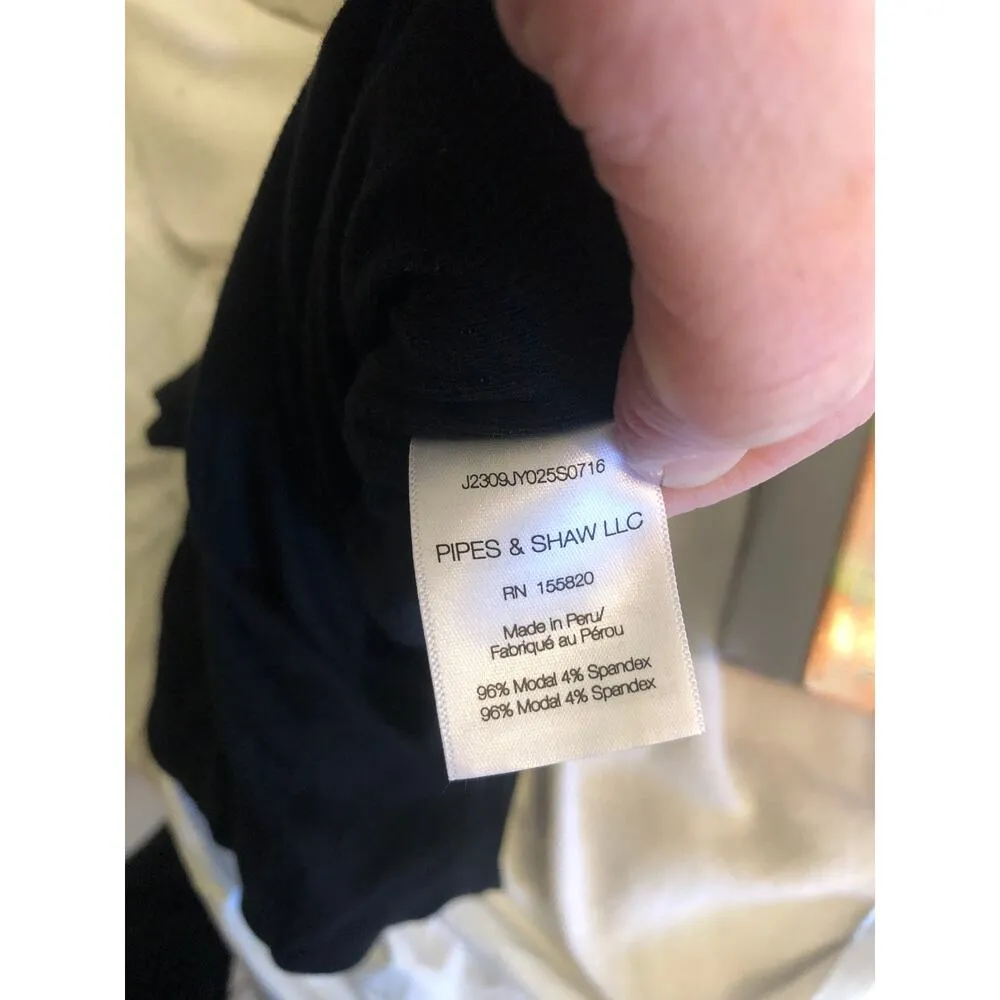 J2309JY025S0716
PIPES & SHAW LLC
RN 155820
Made in Peru/
Fabriqué au Pérou
96% Modal 4% Spandex
96% Modal 4% Spandex